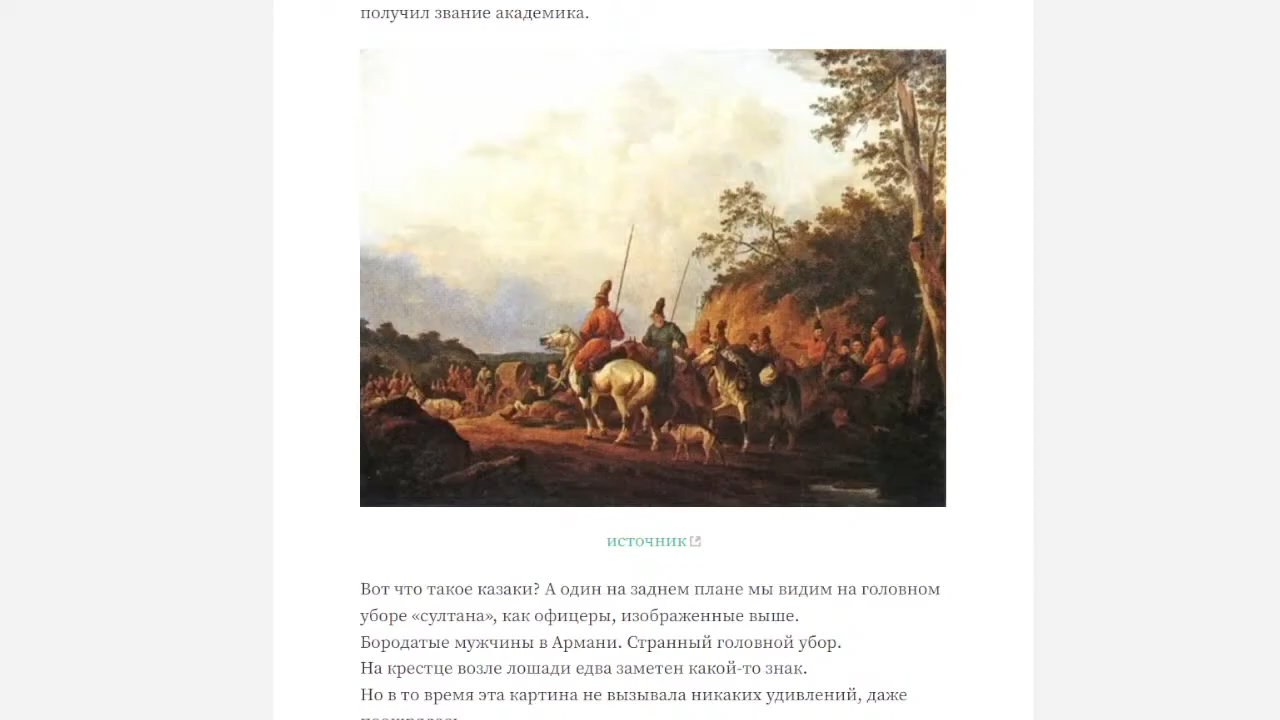 получил звание академика.
источник
Вот что такое казаки? А один на заднем плане мы видим на головном
уборе «султана», как офицеры, изображенные выше.
Бородатые мужчины в Армани. Странный головной убор.
На крестце возле лошади едва заметен какой-то знак.
Но в то время эта картина не вызывала никаких удивлений, даже